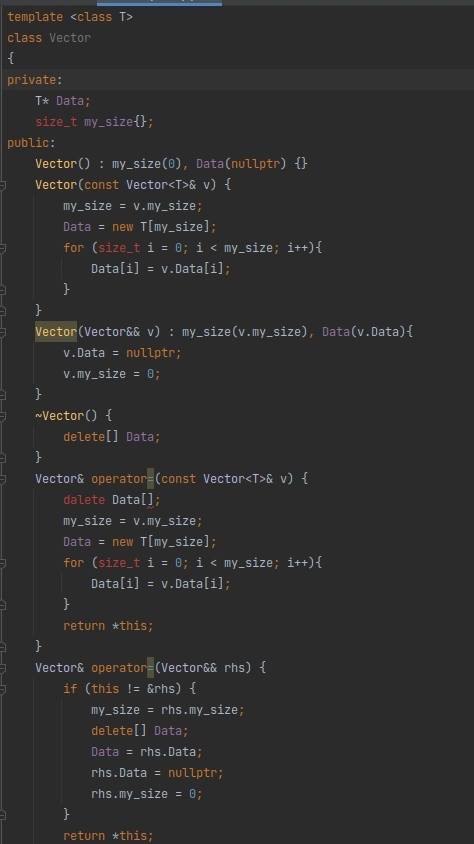 template <class T>
class Vector
{
private:
    T* Data;
    size_t my_size{};
public:
    Vector() : my_size(0), Data(nullptr) {}
    Vector(const Vector<T>& v) {
        my_size = v.my_size;
        Data = new T[my_size];
        for (size_t i = 0; i < my_size; i++){
            Data[i] = v.Data[i];
        }
    }
    Vector(Vector&& v) : my_size(v.my_size), Data(v.Data){
        v.Data = nullptr;
        v.my_size = 0;
    }
    ~Vector() {
        delete[] Data;
    }
    Vector& operator=(const Vector<T>& v) {
        dalete Data[];
        my_size = v.my_size;
        Data = new T[my_size];
        for (size_t i = 0; i < my_size; i++){
            Data[i] = v.Data[i];
        }
        return *this;
    }
    Vector& operator=(Vector&& rhs) {
        if (this != &rhs) {
            my_size = rhs.my_size;
            delete[] Data;
            Data = rhs.Data;
            rhs.Data = nullptr;
            rhs.my_size = 0;
        }
        return *this;